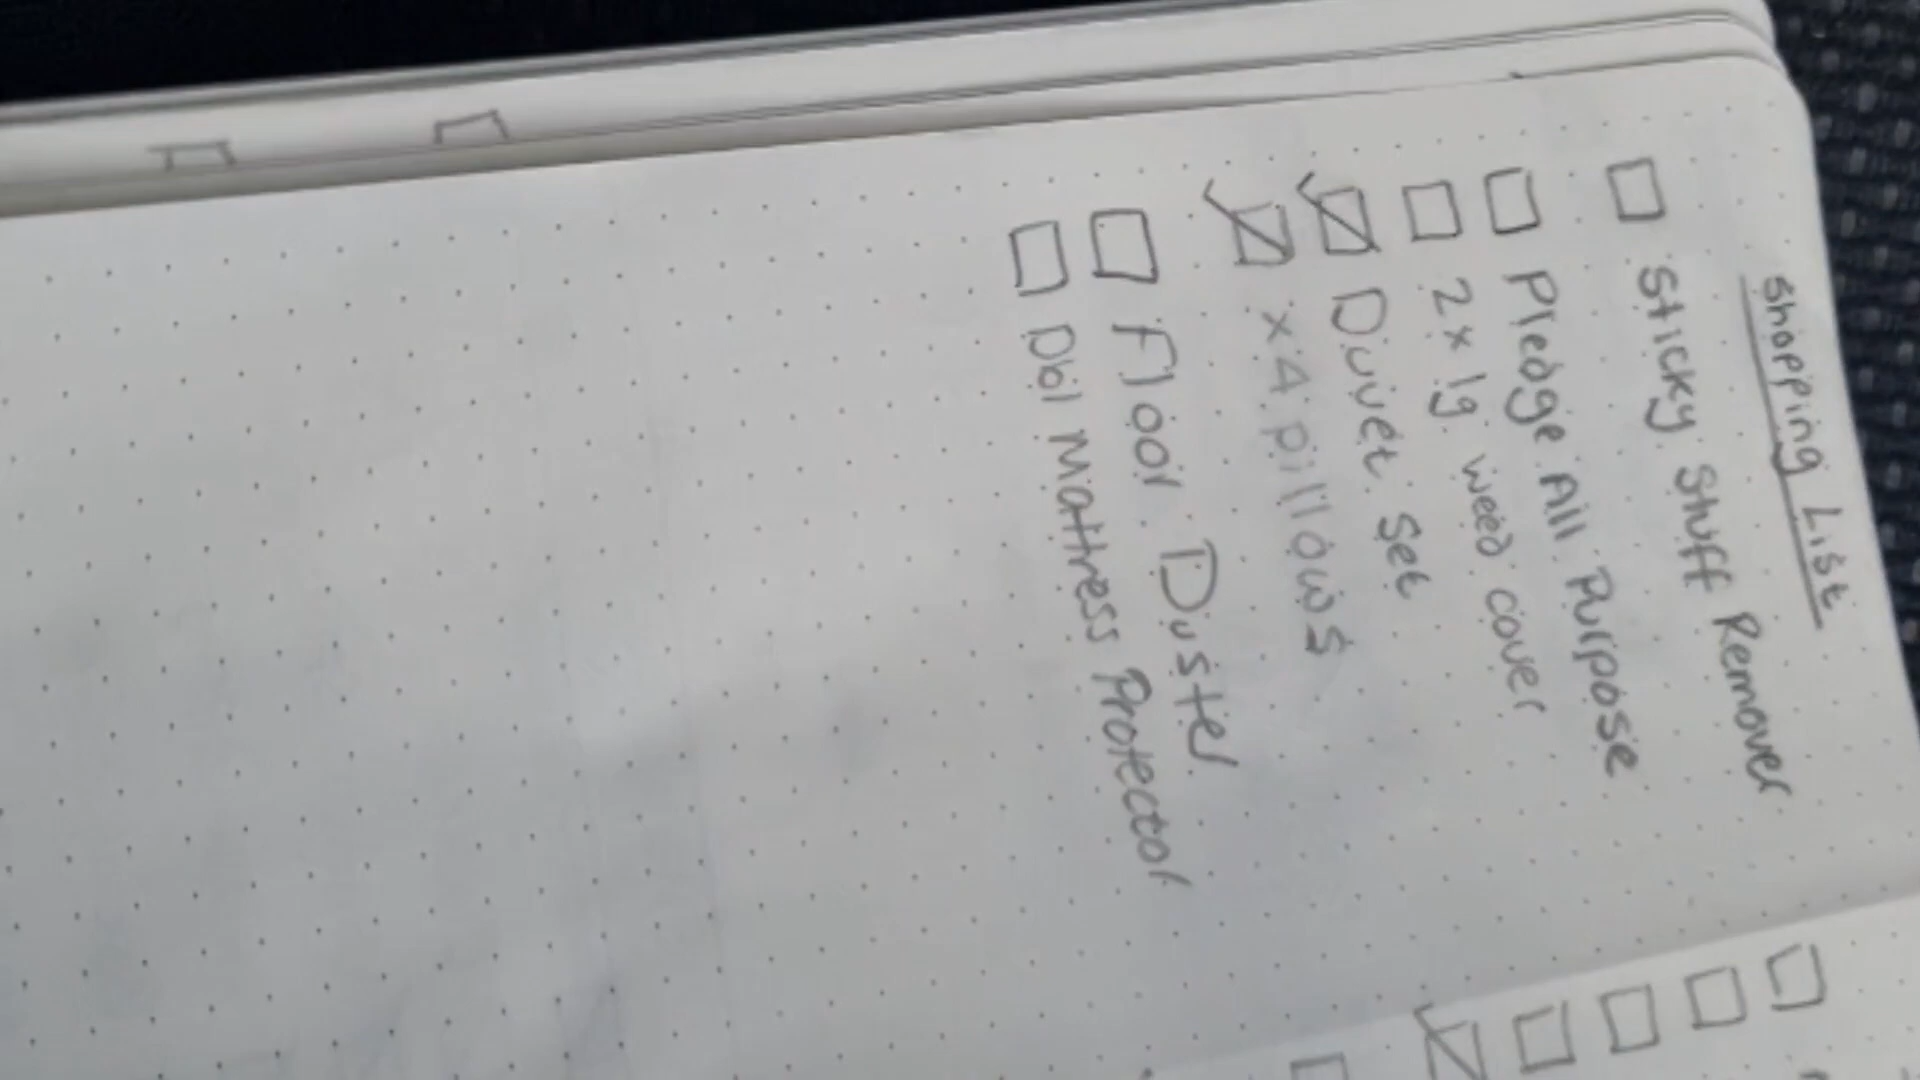 Shopping List
Sticky Stuff Remover
Pledge All Purpose
2x lg weed cover
Duvet Set
x4 pillows
Floor Duster
Dbl Mattress Protector